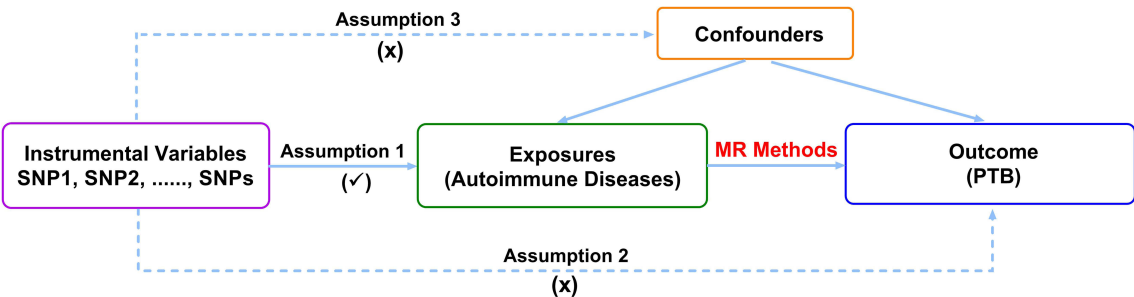 Assumption 3
(x)
Confounders
Instrumental Variables
SNP1, SNP2, ......, SNPs
Assumption 1
(✓)
Exposures
(Autoimmune Diseases)
MR Methods
Outcome
(PTB)
Assumption 2
(x)